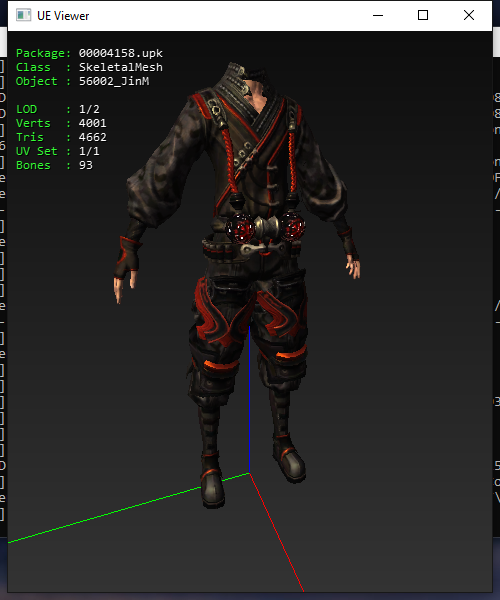 UE Viewer
Package: 00004158.upk
Class : SkeletalMesh
Object : 56002_JinM
LOD : 1/2
Verts : 4001
Tris : 4662
UV Set : 1/1
Bones : 93